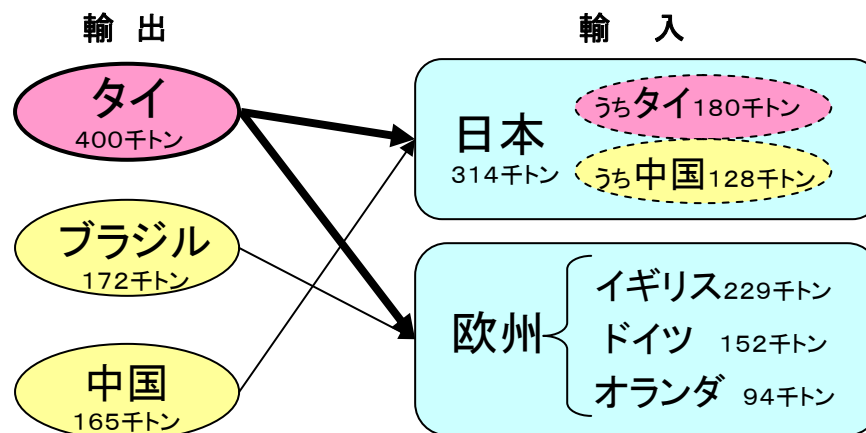 輸 出
輸 入
タイ
400千トン
ブラジル
172千トン
中国
165千トン
日本
314千トン
うちタイ180千トン
うち中国128千トン
欧州
イギリス229千トン
ドイツ 152千トン
オランダ 94千トン